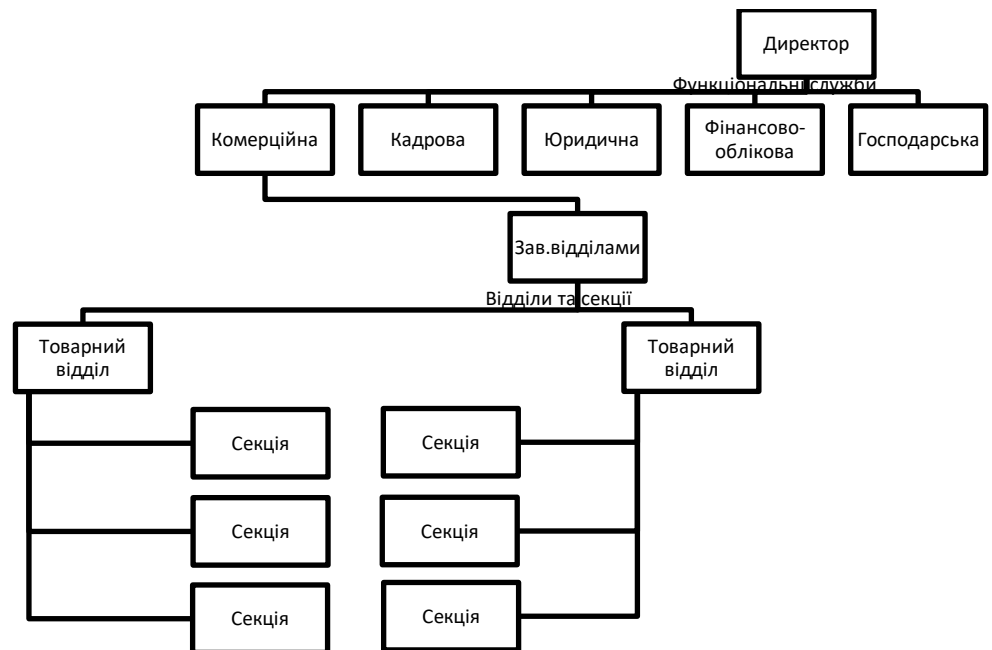 Директор
Функціональні служби
Комерційна
Кадрова
Юридична
Фінансово-
облікова
Господарська
Зав.відділами
Відділи та секції
Товарний
відділ
Товарний
відділ
Секція
Секція
Секція
Секція
Секція
Секція